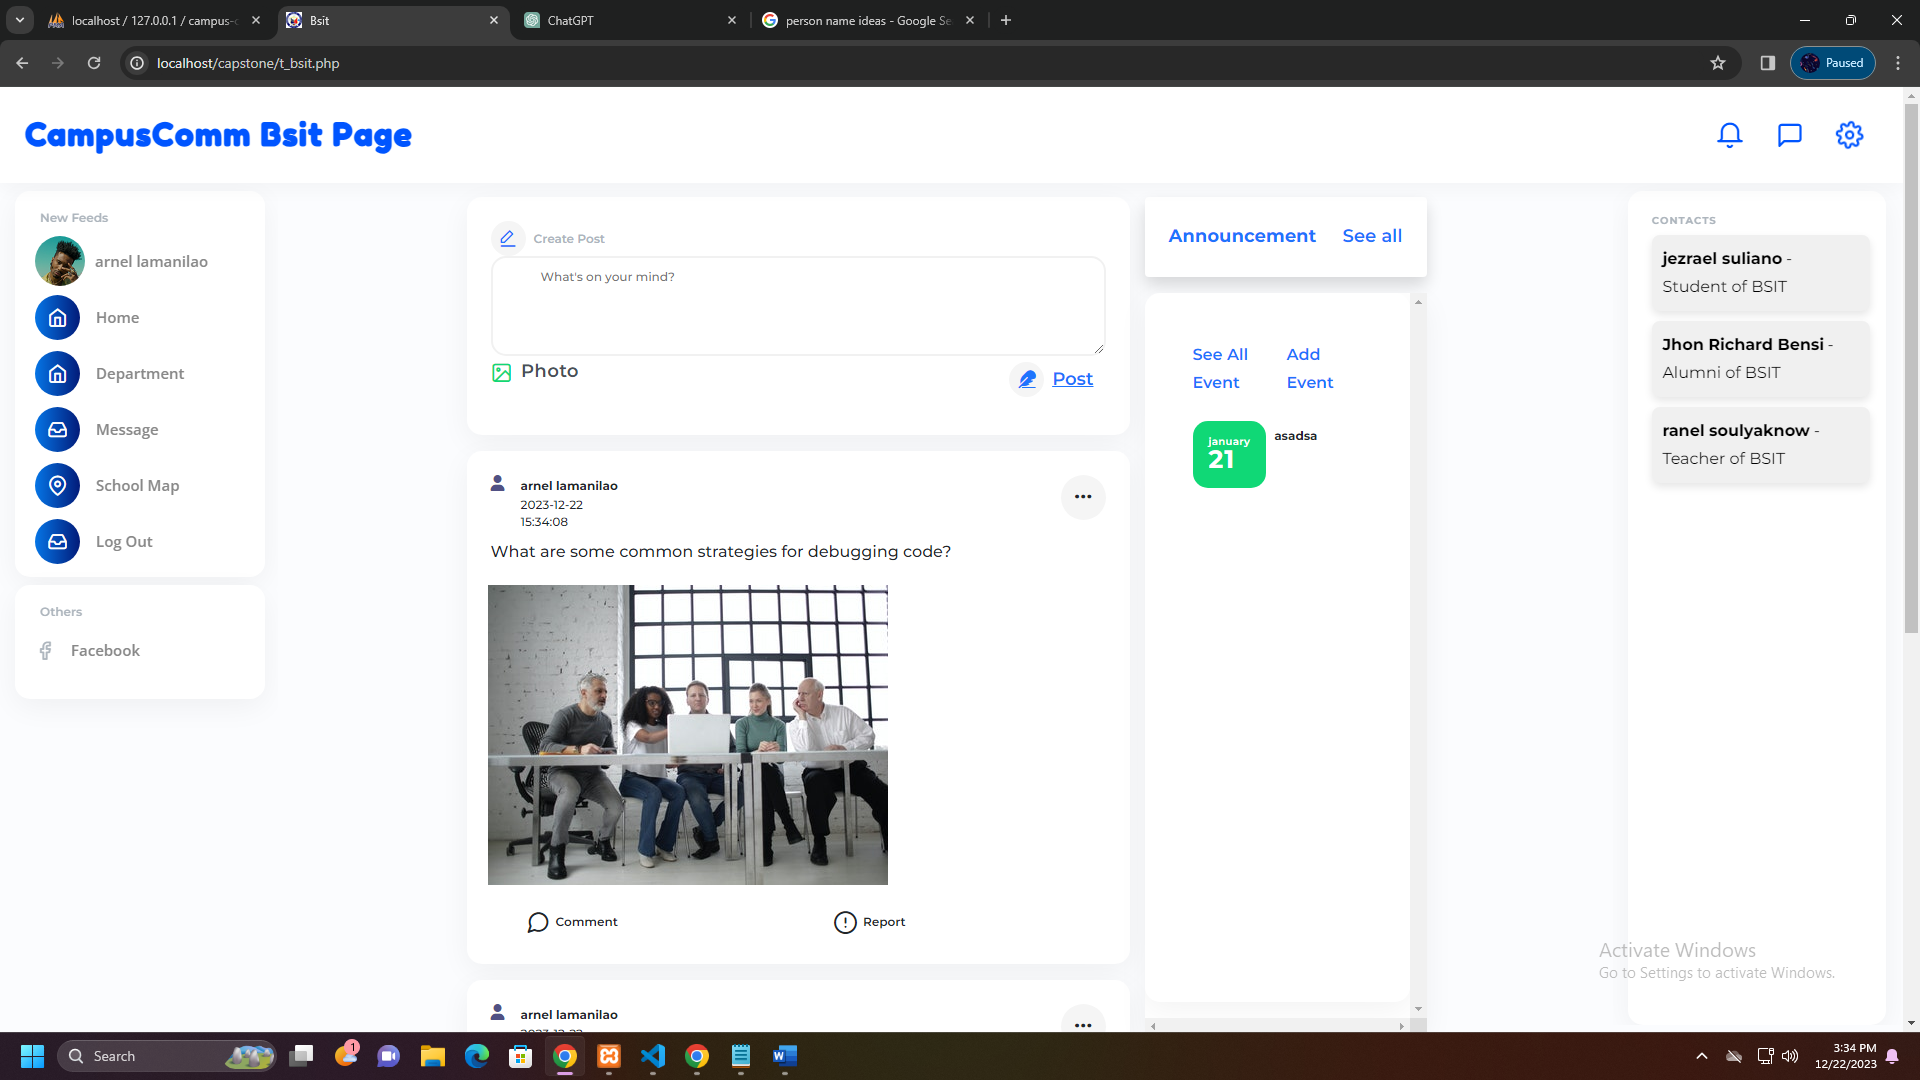 localhost / 127.0.0.1 / campus-c
Bsit
ChatGPT
person name ideas - Google Se
localhost/capstone/t_bsit.php
Paused
CampusComm Bsit Page
New Feeds
arnel lamanilao
Home
Department
Message
School Map
Log Out
Others
Facebook
Create Post
What's on your mind?
Photo
Post
arnel lamanilao
2023-12-22
15:34:08
What are some common strategies for debugging code?
Comment
Report
arnel lamanilao
2023-12-22
Announcement See all
See All Event
Add Event
January
21
asadsa
CONTACTS
jezrael suliano -
Student of BSIT
Jhon Richard Bensi -
Alumni of BSIT
ranel soulyaknow -
Teacher of BSIT
Activate Windows
Go to Settings to activate Windows.
Search
1
3:34 PM
12/22/2023